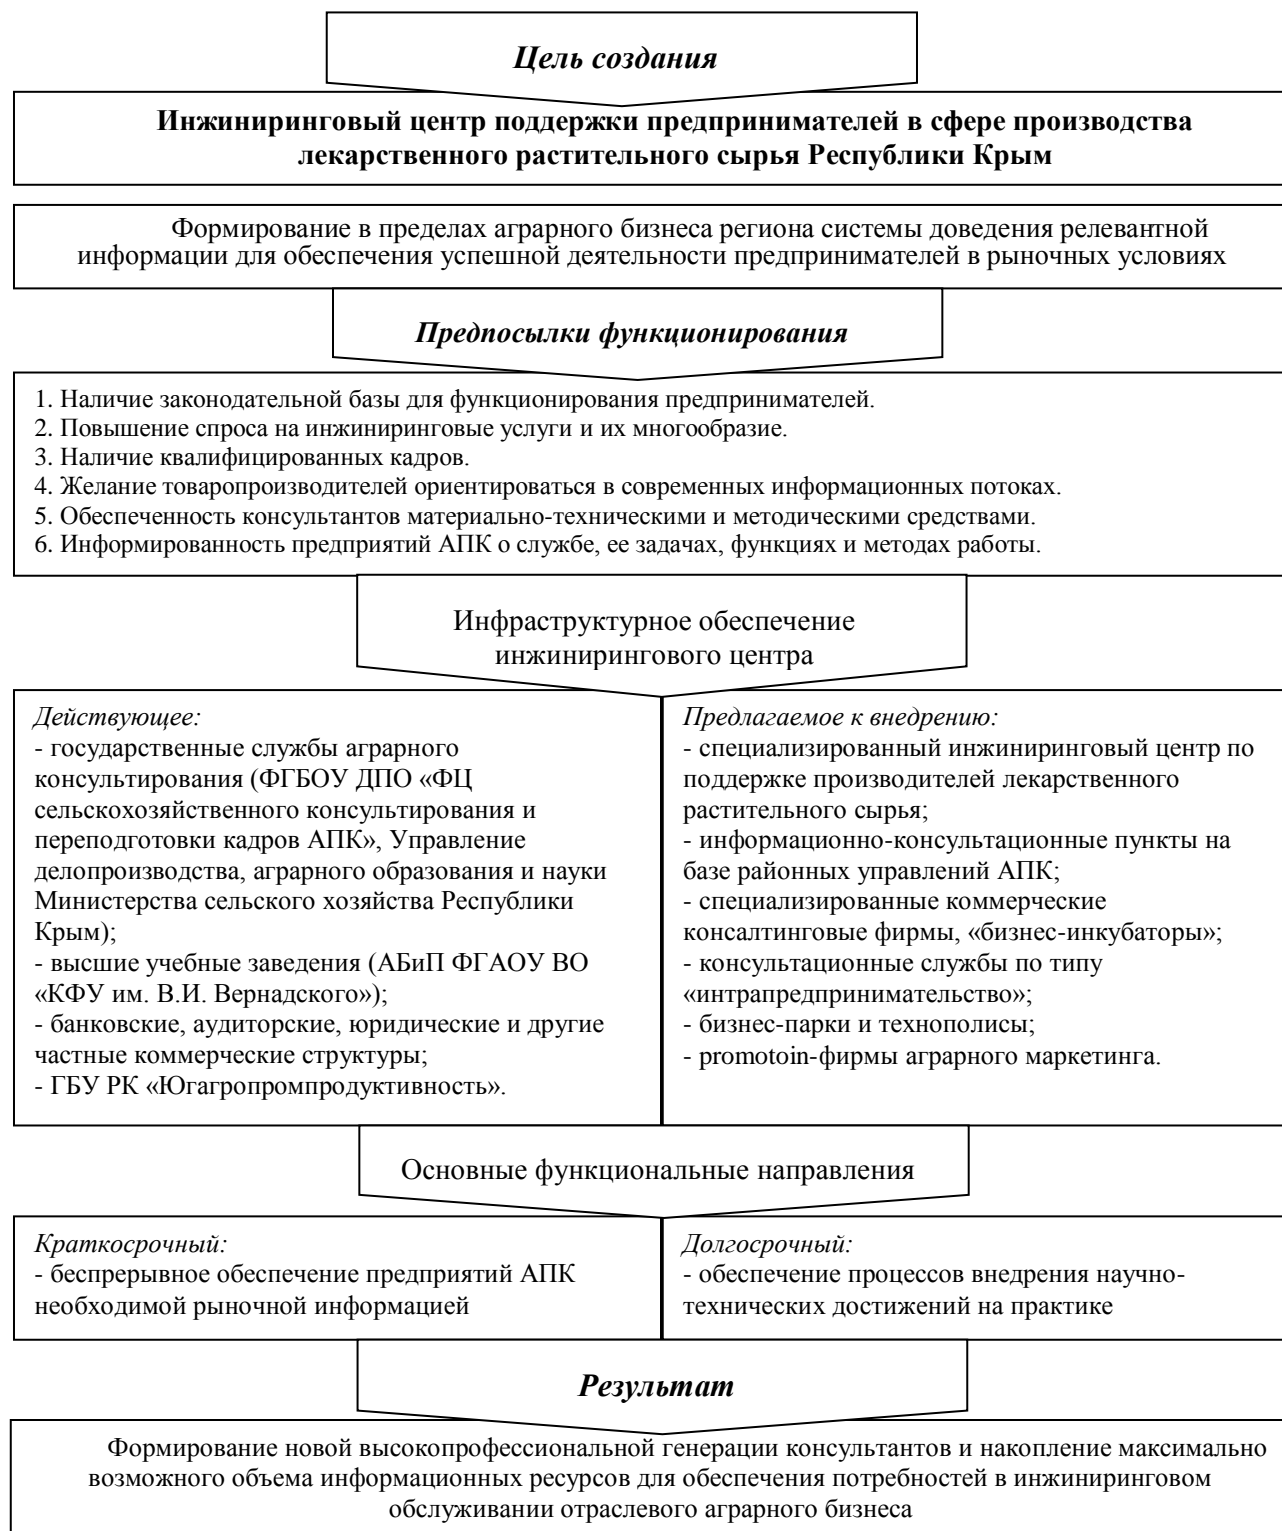 Цель создания
Инжиниринговый центр поддержки предпринимателей в сфере производства
лекарственного растительного сырья Республики Крым
Формирование в пределах аграрного бизнеса региона системы доведения релевантной
информации для обеспечения успешной деятельности предпринимателей в рыночных условиях
Предпосылки функционирования
1. Наличие законодательной базы для функционирования предпринимателей.
2. Повышение спроса на инжиниринговые услуги и их многообразие.
3. Наличие квалифицированных кадров.
4. Желание товаропроизводителей ориентироваться в современных информационных потоках.
5. Обеспеченность консультантов материально-техническими и методическими средствами.
6. Информированность предприятий АПК о службе, ее задачах, функциях и методах работы.
Инфраструктурное обеспечение
инжинирингового центра
Действующее:
- государственные службы аграрного
консультирования (ФГБОУ ДПО «ФЦ
сельскохозяйственного консультирования и
переподготовки кадров АПК», Управление
делопроизводства, аграрного образования и науки
Министерства сельского хозяйства Республики
Крым);
- высшие учебные заведения (АБиП ФГАОУ ВО
«КФУ им. В.И. Вернадского»);
- банковские, аудиторские, юридические и другие
частные коммерческие структуры;
- ГБУ РК «Югагропромпродуктивность».
Предлагаемое к внедрению:
- специализированный инжиниринговый центр по
поддержке производителей лекарственного
растительного сырья;
- информационно-консультационные пункты на
базе районных управлений АПК;
- специализированные коммерческие
консалтинговые фирмы, «бизнес-инкубаторы»;
- консультационные службы по типу
«интрапредпринимательство»;
- бизнес-парки и технополисы;
- promotoin-фирмы аграрного маркетинга.
Основные функциональные направления
Краткосрочный:
- беспрерывное обеспечение предприятий АПК
необходимой рыночной информацией
Долгосрочный:
- обеспечение процессов внедрения научно-
технических достижений на практике
Результат
Формирование новой высокопрофессиональной генерации консультантов и накопление максимально
возможного объема информационных ресурсов для обеспечения потребностей в инжиниринговом
обслуживании отраслевого аграрного бизнеса